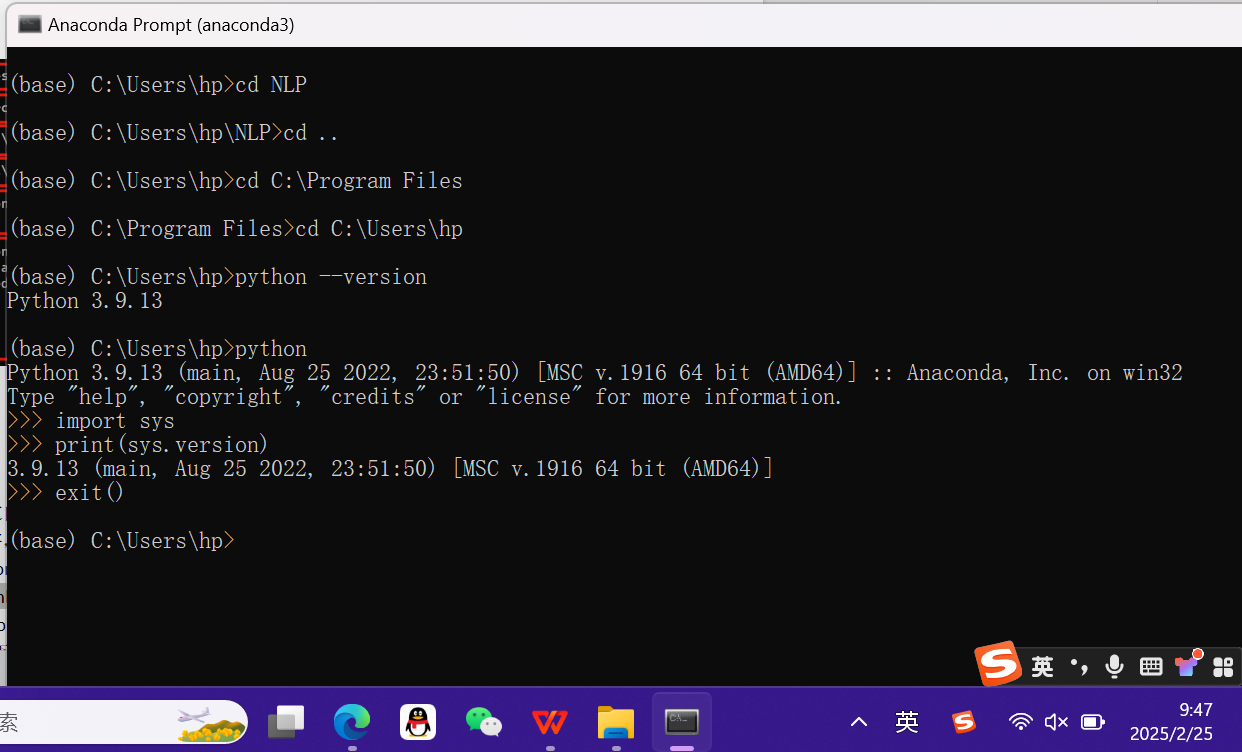 Anaconda Prompt (anaconda3)
(base) C:\Users\hp>cd NLP
(base) C:\Users\hp\NLP>cd ..
(base) C:\Users\hp>cd C:\Program Files
(base) C:\Program Files>cd C:\Users\hp
(base) C:\Users\hp>python --version
Python 3.9.13
(base) C:\Users\hp>python
Python 3.9.13 (main, Aug 25 2022, 23:51:50) [MSC v.1916 64 bit (AMD64)] :: Anaconda, Inc. on win32
Type "help", "copyright", "credits" or "license" for more information.
>>> import sys
>>> print(sys.version)
3.9.13 (main, Aug 25 2022, 23:51:50) [MSC v.1916 64 bit (AMD64)]
>>> exit()
(base) C:\Users\hp>
英
索
英
9:47
2025/2/25